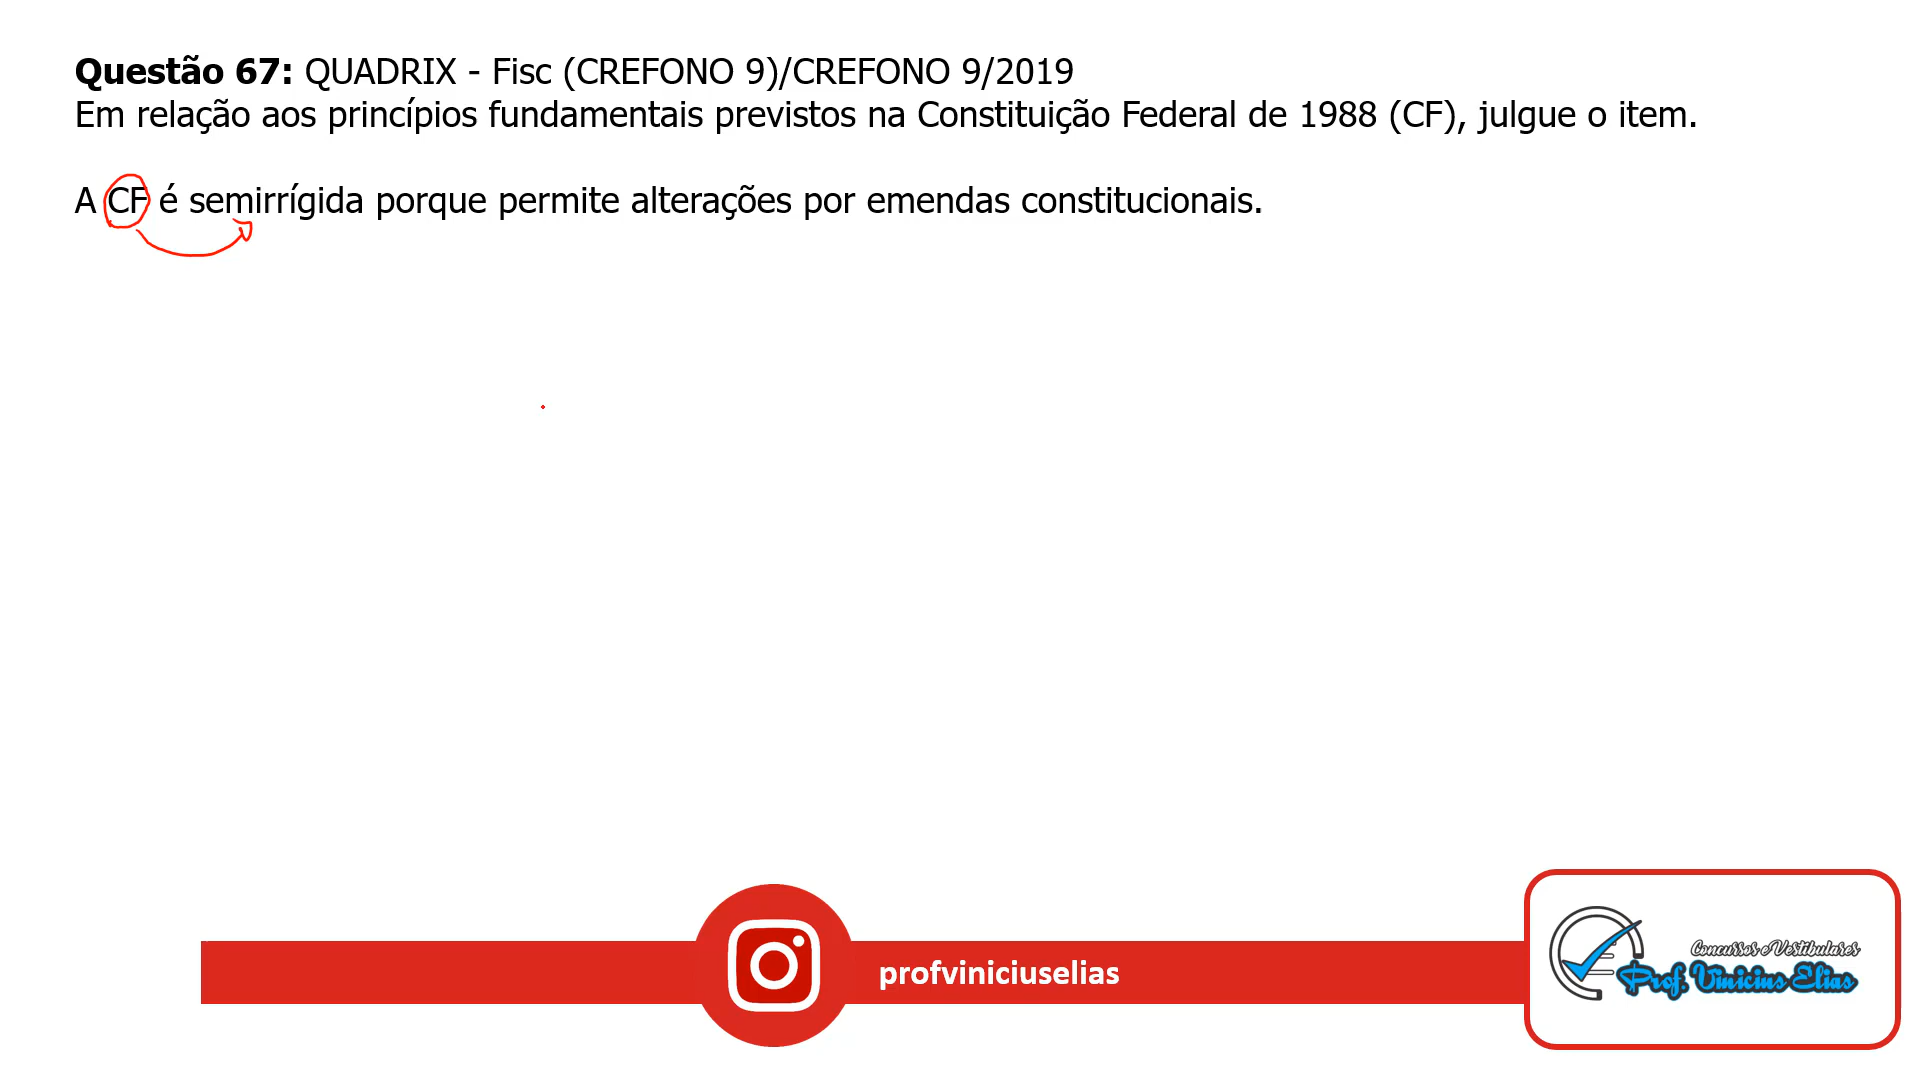 Questão 67: QUADRIX - Fisc (CREFONO 9)/CREFONO 9/2019
Em relação aos princípios fundamentais previstos na Constituição Federal de 1988 (CF), julgue o item.
A CF é semirrígida porque permite alterações por emendas constitucionais.
profviniciuselias
Concursos e Vestibulares
Prof. Vinicius Elias